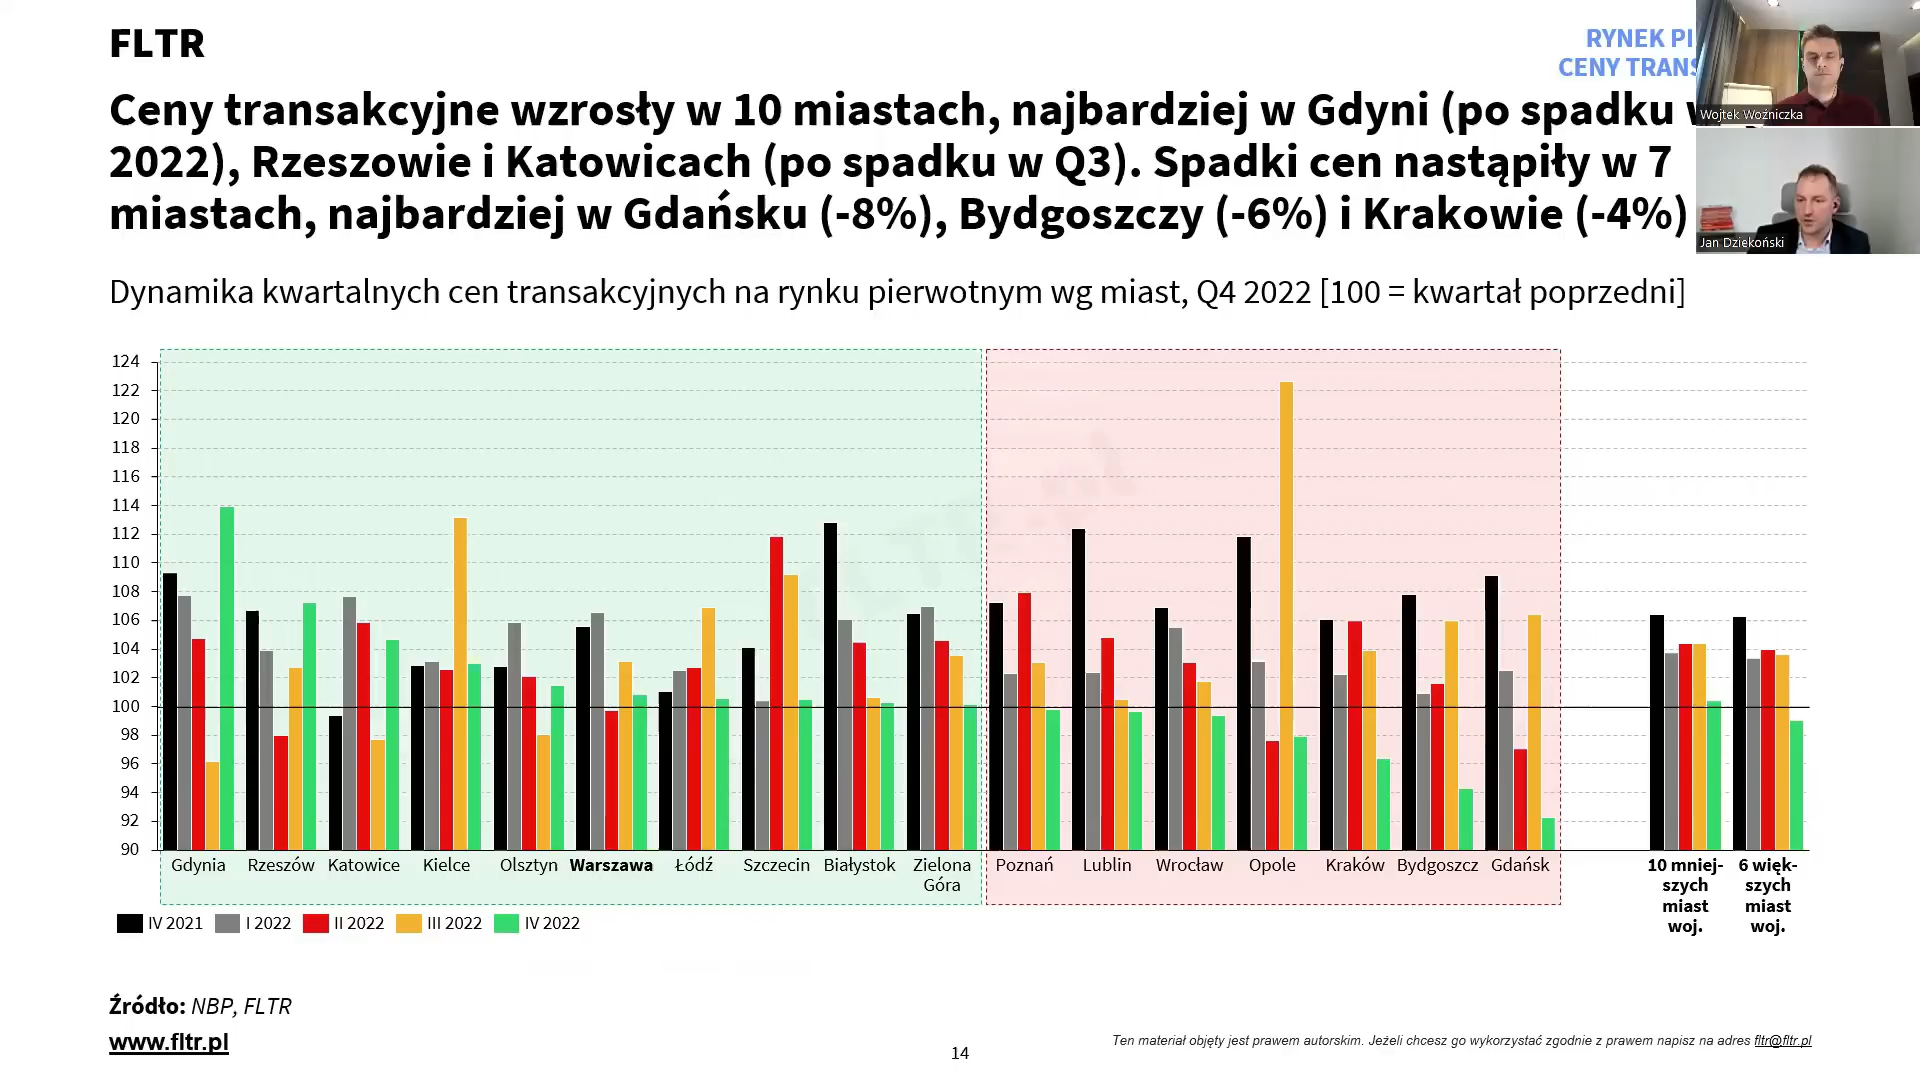 FLTR
RYNEK
CENY
Ceny transakcyjne wzrosły w 10 miastach, najbardziej w Gdyni (po spadku
2022), Rzeszowie i Katowicach (po spadku w Q3). Spadki cen nastąpiły w 7
miastach, najbardziej w Gdańsku (-8%), Bydgoszczy (-6%) i Krakowie (-4%)
Wojtek Woźniczka
Jan Dziekoński
Dynamika kwartalnych cen transakcyjnych na rynku pierwotnym wg miast, Q4 2022 [100 = kwartał poprzedni]
124
122
120
118
116
114
112
110
108
106
104
102
100
98
96
94
92
90
Gdynia Rzeszów Katowice Kielce Olsztyn Warszawa Łódź Szczecin Białystok Zielona Góra Poznań Lublin Wrocław Opole Kraków Bydgoszcz Gdańsk
10 mniej-
szych
miast
woj.
6 więk-
szych
miast
woj.
IV 2021 I 2022 II 2022 III 2022 IV 2022
Źródło: NBP, FLTR
www.fltr.pl
14
Ten materiał objęty jest prawem autorskim. Jeżeli chcesz go wykorzystać zgodnie z prawem napisz na adres fltr@fltr.pl